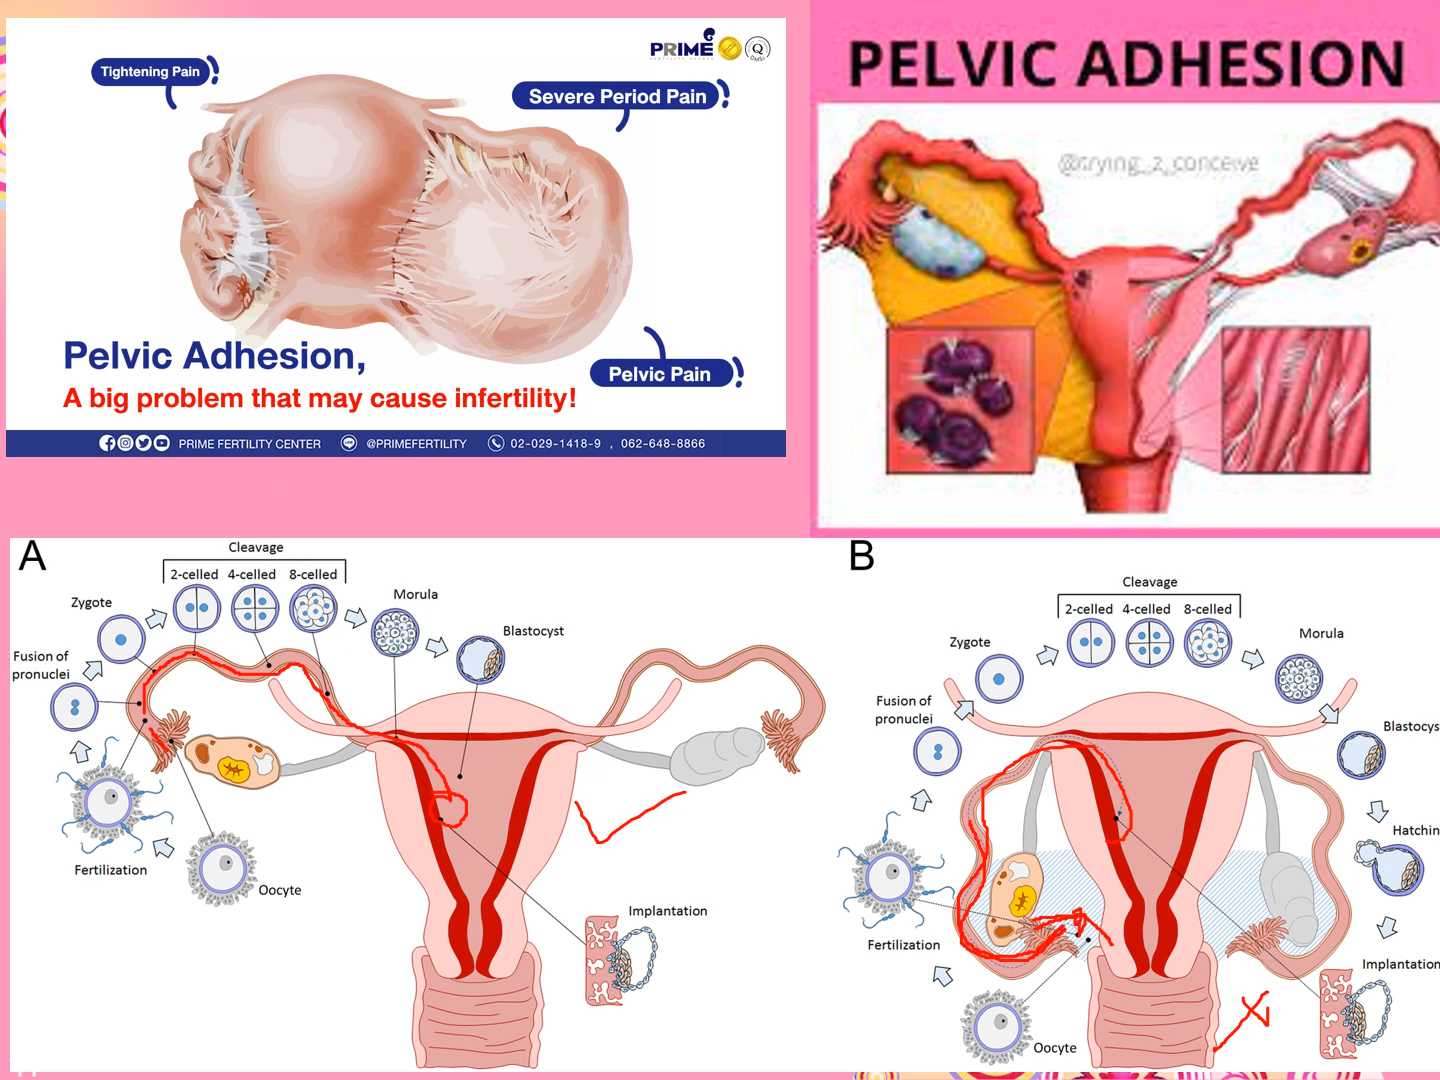 PRIME
FERTILITY CENTER
Q
Tightening Pain
Severe Period Pain
Pelvic Pain
Pelvic Adhesion,
A big problem that may cause infertility!
PRIME FERTILITY CENTER @PRIMEFERTILITY 02-029-1418-9 , 062-648-8866
PELVIC ADHESION
@trying_2_conceive
A
Cleavage
2-celled 4-celled 8-celled
Morula
Zygote
Blastocyst
Fusion of
pronuclei
Fertilization
Oocyte
Implantation
B
Cleavage
2-celled 4-celled 8-celled
Morula
Zygote
Fusion of
pronuclei
Blastocys
Hatchin
Fertilization
Implantation
Oocyte